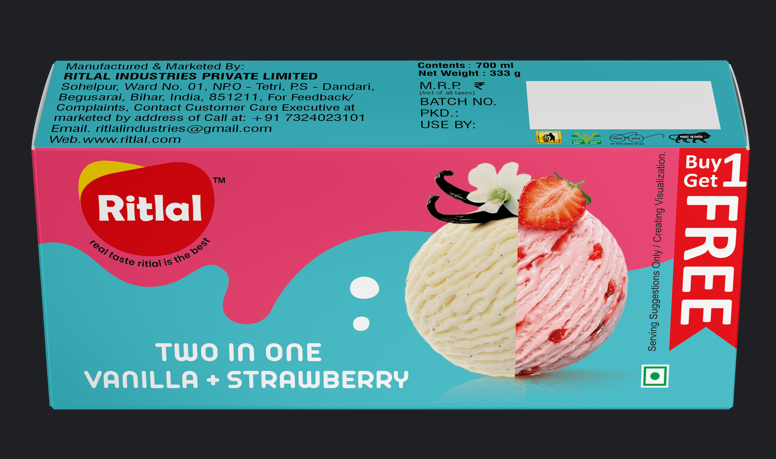 Manufactured & Marketed By:
RITLAL INDUSTRIES PRIVATE LIMITED
Sohelpur, Ward No. 01, NPO - Tetri, P.S - Dandari,
Begusarai, Bihar, India, 851211, For Feedback/
Complaints, Contact Customer Care Executive at
marketed by address of Call at: +91 7324023101
Email. ritlalindustries@gmail.com
Web.www.ritlal.com
Contents : 700 ml
Net Weight : 333 g
M.R.P. ₹
(Incl. of all taxes)
BATCH NO.
PKD.:
USE BY:
Ritlal TM
real taste ritlal is the best
TWO IN ONE
VANILLA + STRAWBERRY
Serving Suggestions Only / Creating Visualization.
Buy 1
Get
FREE